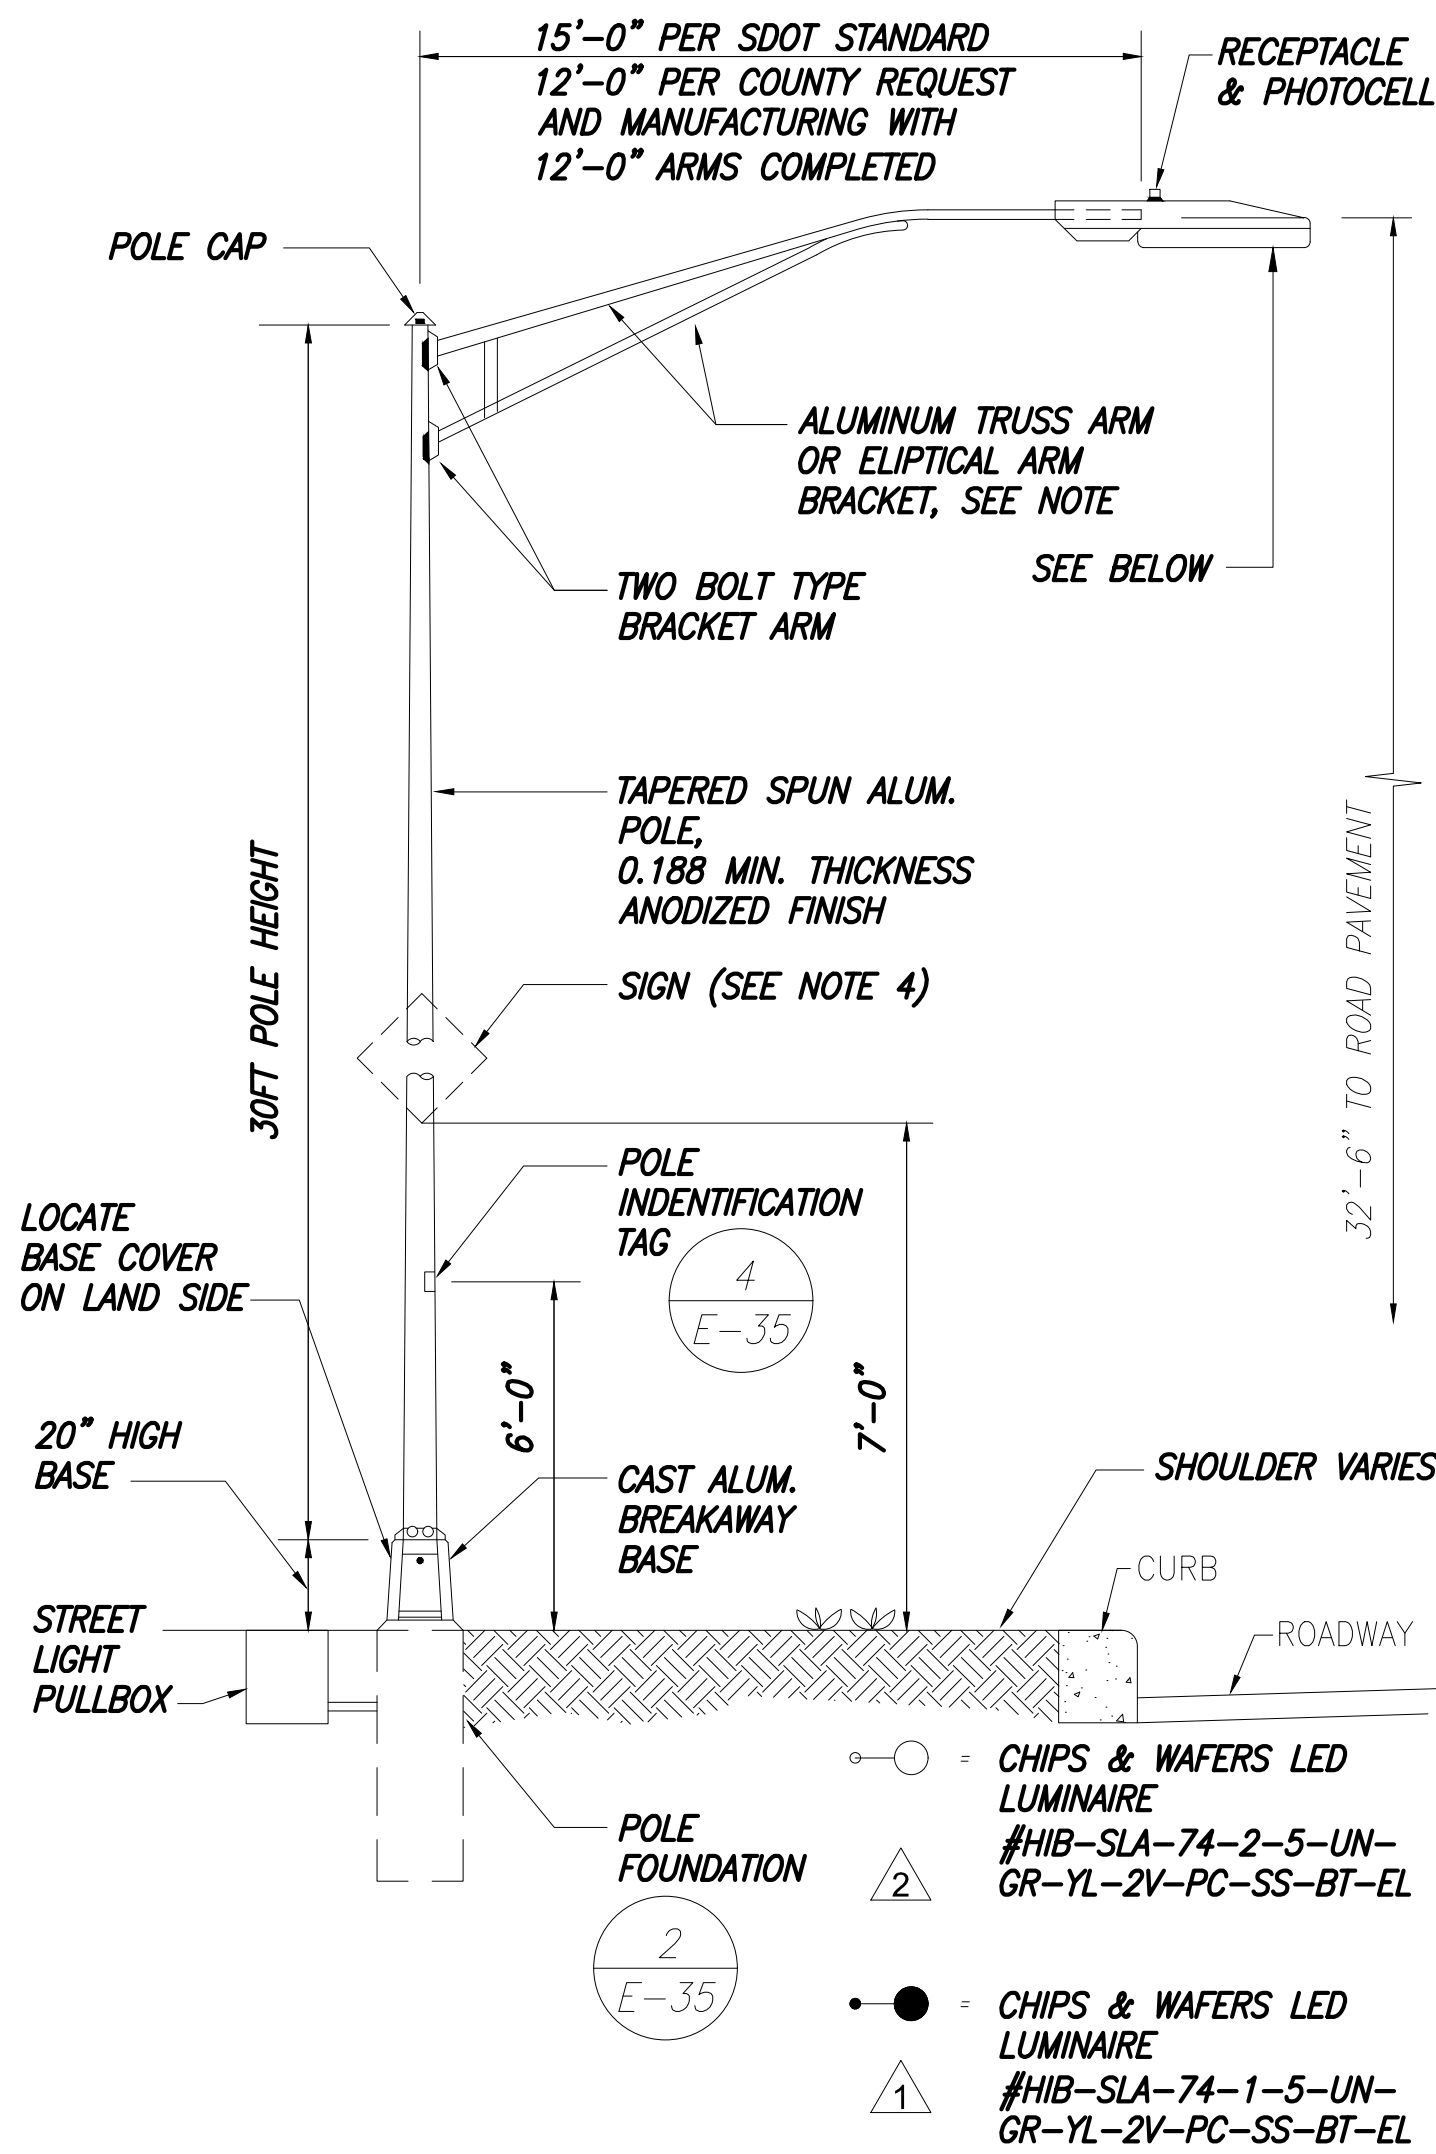 15'-0" PER SDOT STANDARD
12'-0" PER COUNTY REQUEST
AND MANUFACTURING WITH
12'-0" ARMS COMPLETED
RECEPTACLE
& PHOTOCELL
POLE CAP
ALUMINUM TRUSS ARM
OR ELIPTICAL ARM
BRACKET, SEE NOTE
SEE BELOW
TWO BOLT TYPE
BRACKET ARM
TAPERED SPUN ALUM.
POLE,
0.188 MIN. THICKNESS
ANODIZED FINISH
30FT POLE HEIGHT
32'-6" TO ROAD PAVEMENT
SIGN (SEE NOTE 4)
POLE
INDENTIFICATION
TAG
4
E-35
LOCATE
BASE COVER
ON LAND SIDE
6'-0"
7'-0"
20" HIGH
BASE
CAST ALUM.
BREAKAWAY
BASE
SHOULDER VARIES
CURB
ROADWAY
STREET
LIGHT
PULLBOX
POLE
FOUNDATION
2
E-35
= CHIPS & WAFERS LED
LUMINAIRE
#HIB-SLA-74-2-5-UN-
GR-YL-2V-PC-SS-BT-EL
2
= CHIPS & WAFERS LED
LUMINAIRE
#HIB-SLA-74-1-5-UN-
GR-YL-2V-PC-SS-BT-EL
1